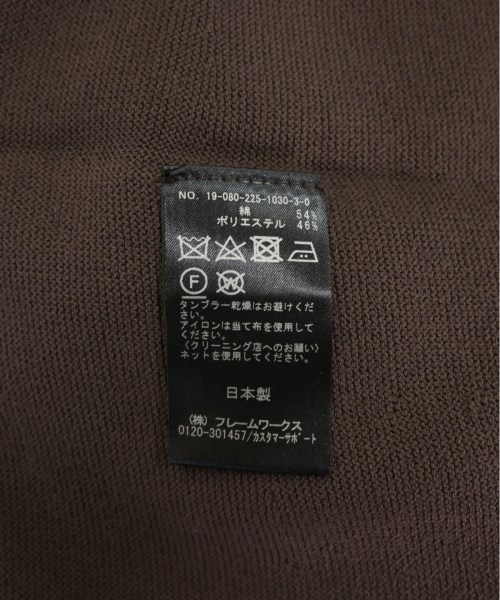 NO. 19-080-225-1030-3-0
綿 54%
ポリエステル 46%
F W
タンブラー乾燥はお避けくだ
さい。
アイロンは当て布を使用して
ください。
〈クリーニング店へのお願い〉
ネットを使用してください。
日本製
(株) フレームワークス
0120-301457/カスタマーサポート